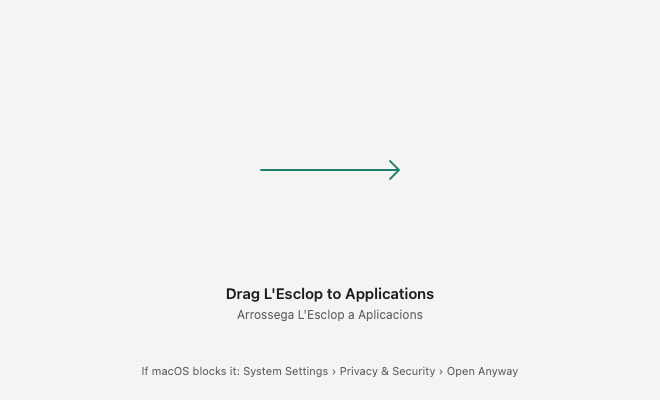 Drag L'Esclop to Applications
Arrossega L'Esclop a Aplicacions
If macOS blocks it: System Settings › Privacy & Security › Open Anyway